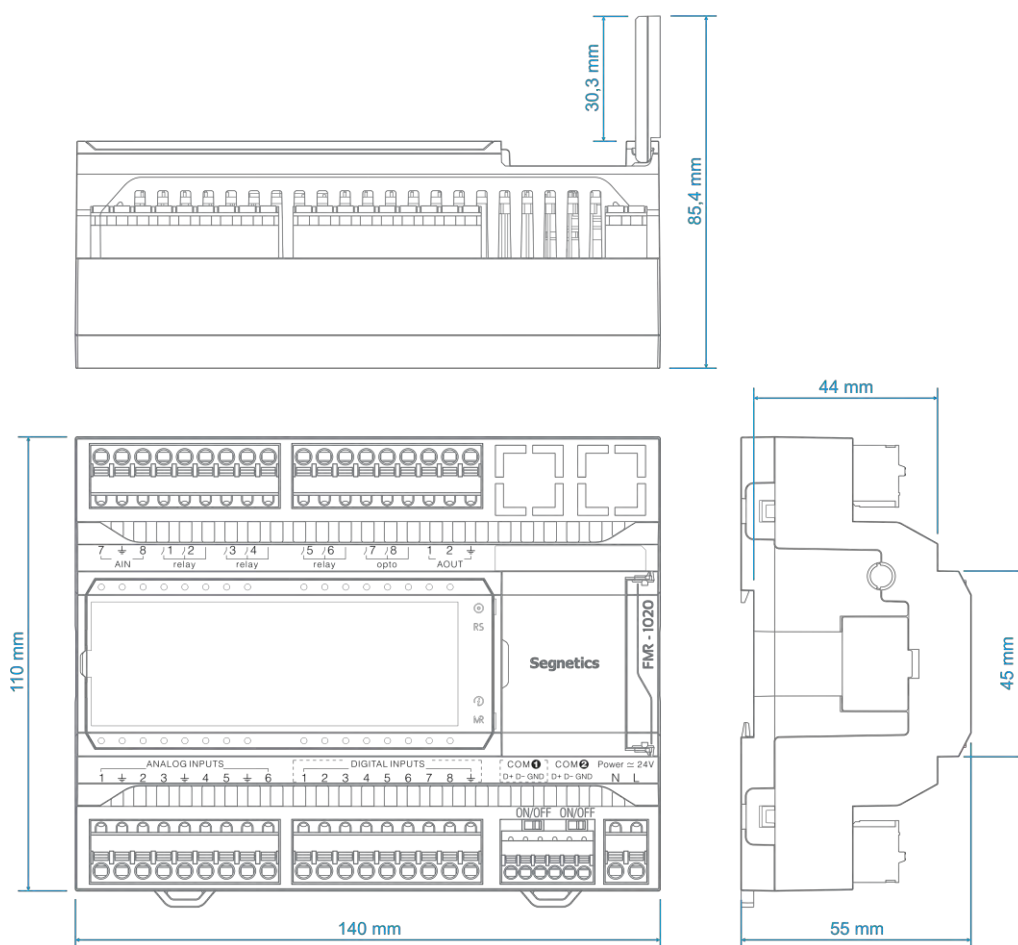 30,3 mm
85,4 mm
44 mm
7 ⏚ 8 1 2 3 4 5 6 7 8 1 2 ⏚
AIN relay relay relay opto AOUT
RS
FMR - 1020
110 mm
Segnetics
45 mm
MR
ANALOG INPUTS DIGITAL INPUTS COM❶ COM❷ Power ≂ 24V
1 ⏚ 2 3 ⏚ 4 5 ⏚ 6 1 2 3 4 5 6 7 8 ⏚ D+ D- GND D+ D- GND N L
ON/OFF ON/OFF
140 mm
55 mm